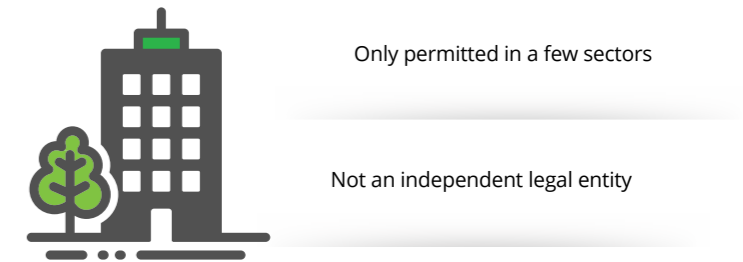 Only permitted in a few sectors
Not an independent legal entity